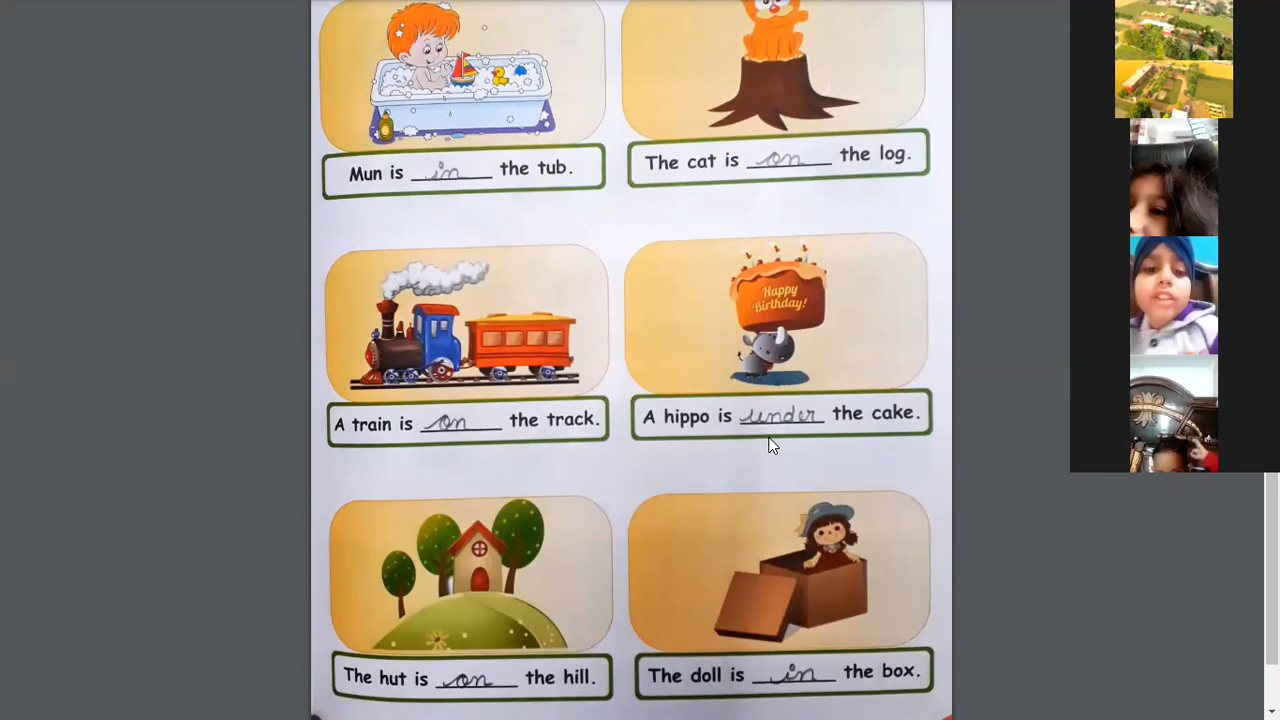 Mun is in the tub.
The cat is on the log.
Happy
Birthday!
A train is on the track.
A hippo is under the cake.
The hut is on the hill.
The doll is in the box.